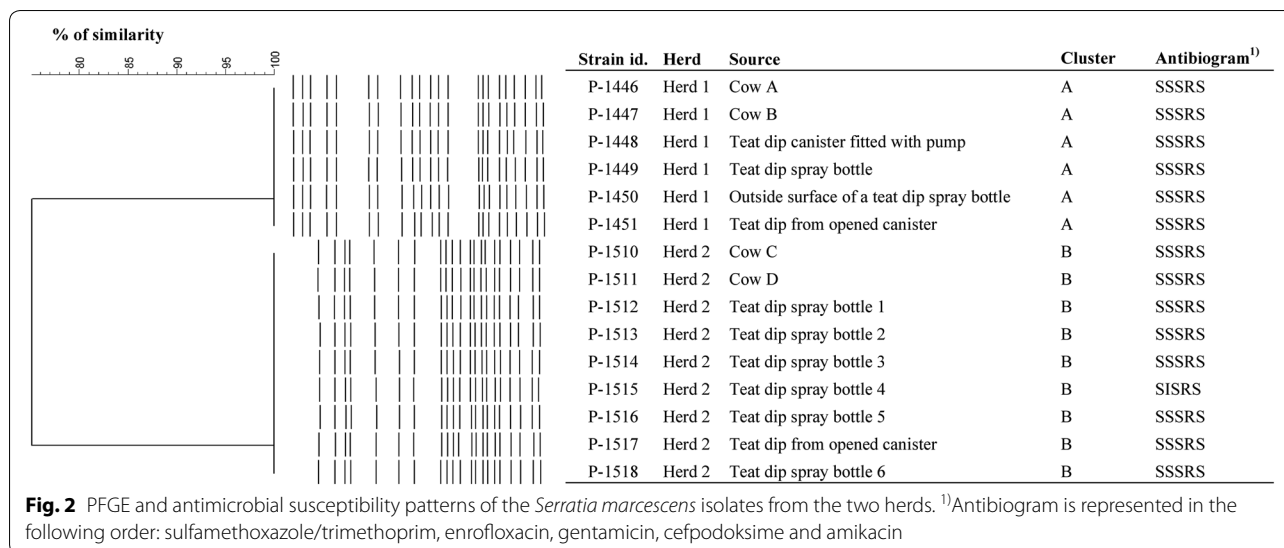 % of similarity
80 85 90 95 100
Strain id. Herd Source Cluster Antibiogram1)
P-1446 Herd 1 Cow A A SSSRS
P-1447 Herd 1 Cow B A SSSRS
P-1448 Herd 1 Teat dip canister fitted with pump A SSSRS
P-1449 Herd 1 Teat dip spray bottle A SSSRS
P-1450 Herd 1 Outside surface of a teat dip spray bottle A SSSRS
P-1451 Herd 1 Teat dip from opened canister A SSSRS
P-1510 Herd 2 Cow C B SSSRS
P-1511 Herd 2 Cow D B SSSRS
P-1512 Herd 2 Teat dip spray bottle 1 B SSSRS
P-1513 Herd 2 Teat dip spray bottle 2 B SSSRS
P-1514 Herd 2 Teat dip spray bottle 3 B SSSRS
P-1515 Herd 2 Teat dip spray bottle 4 B SISRS
P-1516 Herd 2 Teat dip spray bottle 5 B SSSRS
P-1517 Herd 2 Teat dip from opened canister B SSSRS
P-1518 Herd 2 Teat dip spray bottle 6 B SSSRS
Fig. 2 PFGE and antimicrobial susceptibility patterns of the Serratia marcescens isolates from the two herds. 1)Antibiogram is represented in the
following order: sulfamethoxazole/trimethoprim, enrofloxacin, gentamicin, cefpodoksime and amikacin